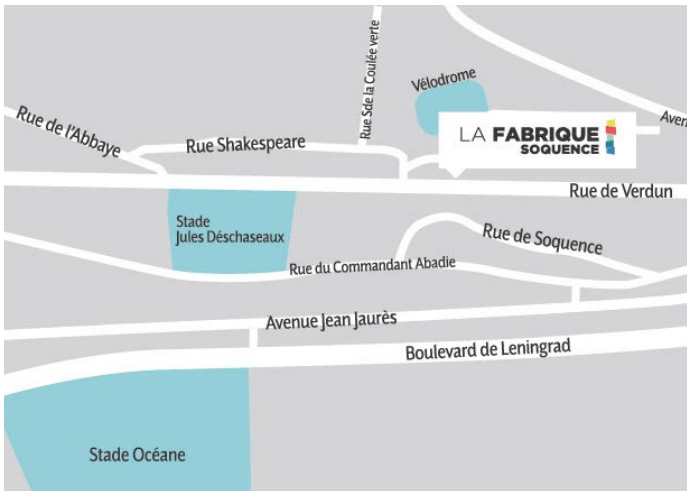 Vélodrome
Rue Sde la Coulée verte
Aven
Rue de l'Abbaye
Rue Shakespeare
LA FABRIQUE
SOQUENCE
Rue de Verdun
Stade
Jules Déschaseaux
Rue de Soquence
Rue du Commandant Abadie
Avenue Jean Jaurès
Boulevard de Leningrad
Stade Océane